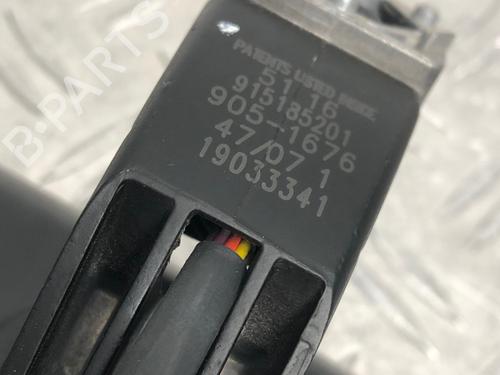 B-PARTS
PATENTS LISTED INSIDE
51 16
915185201
905-1676
47/07 1
19033341